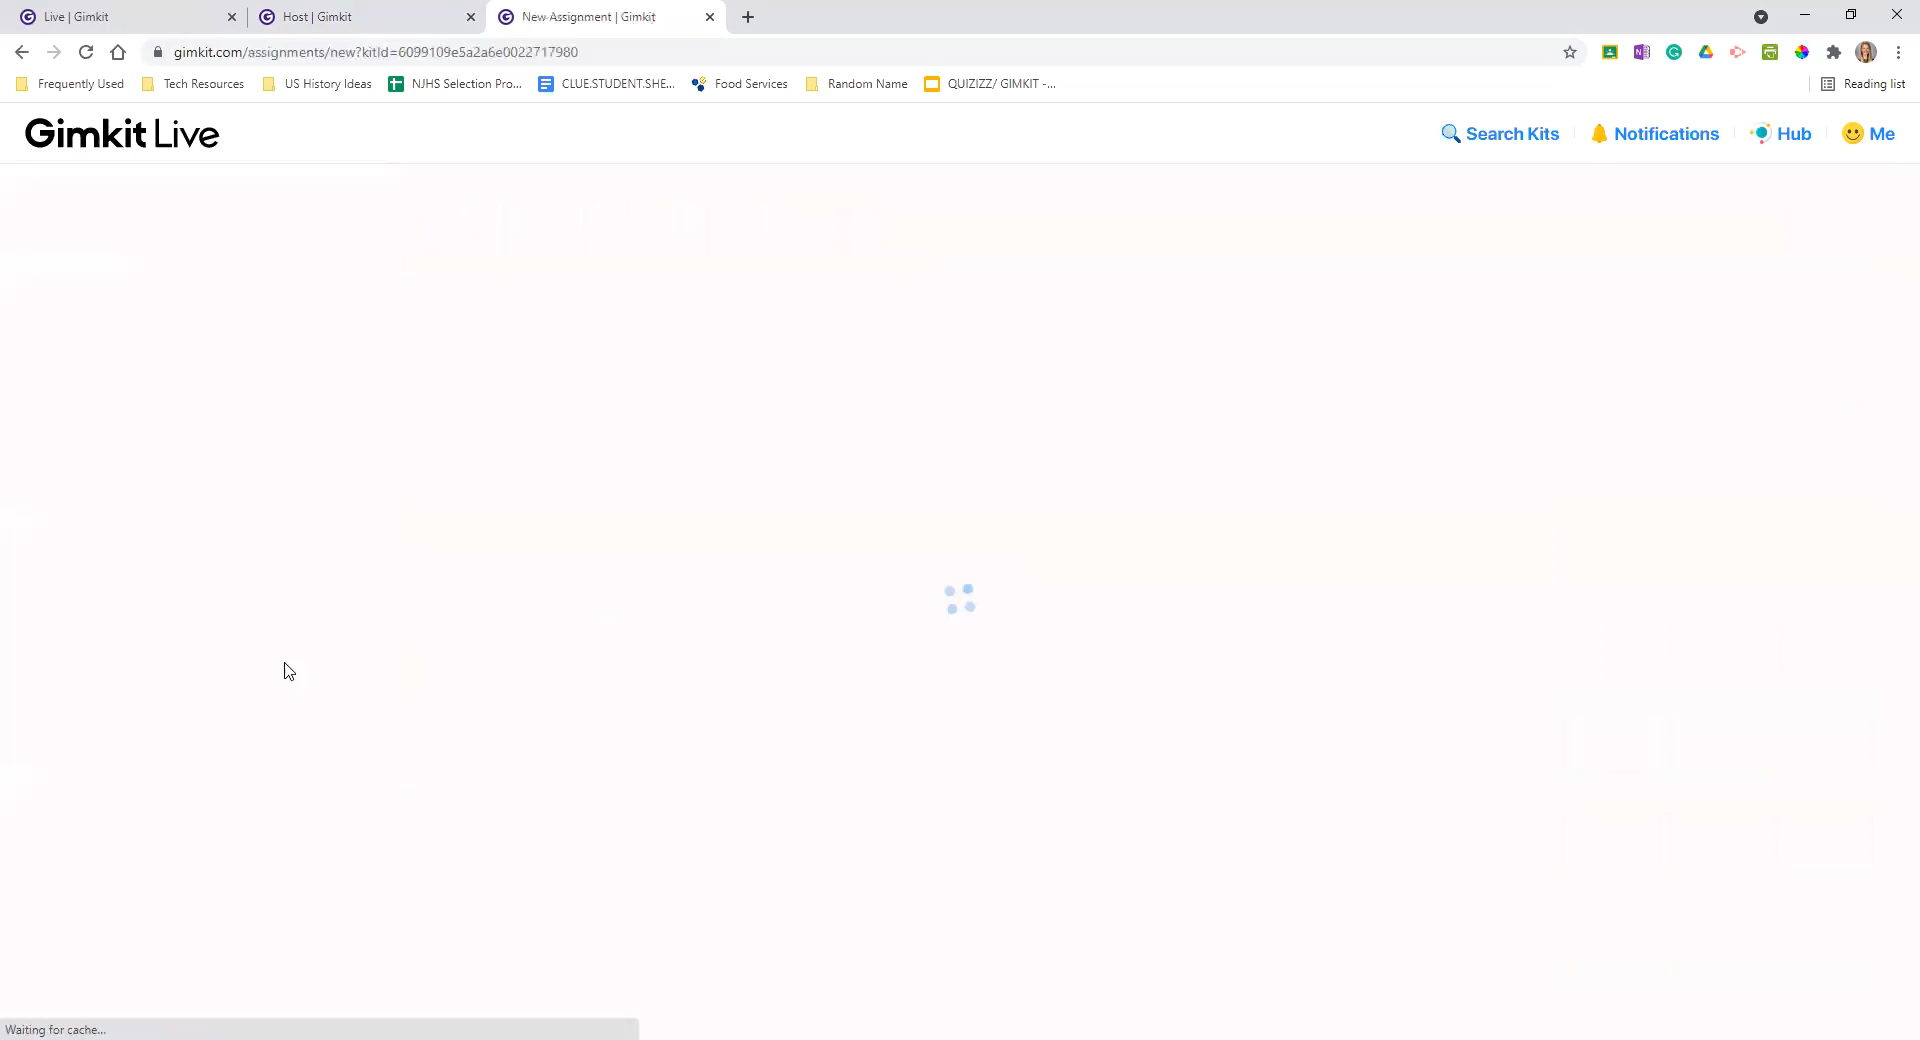 Live | Gimkit
Host | Gimkit
New Assignment | Gimkit
gimkit.com/assignments/new?kitId=6099109e5a2a6e0022717980
Frequently Used
Tech Resources
US History Ideas
NJHS Selection Pro...
CLUE.STUDENT.SHE...
Food Services
Random Name
QUIZIZZ/ GIMKIT -...
Reading list
Gimkit Live
Search Kits
Notifications
Hub
Me
Waiting for cache...